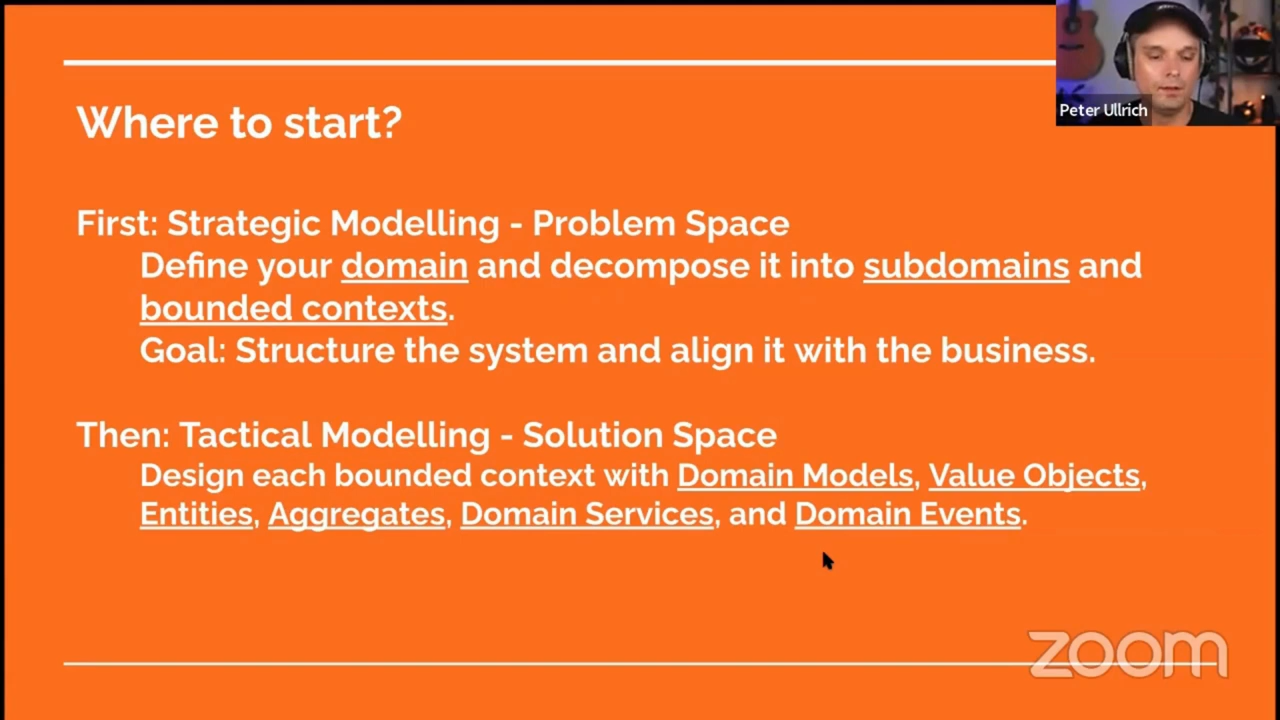 Peter Ullrich
Where to start?
First: Strategic Modelling - Problem Space
Define your domain and decompose it into subdomains and
bounded contexts.
Goal: Structure the system and align it with the business.
Then: Tactical Modelling - Solution Space
Design each bounded context with Domain Models, Value Objects,
Entities, Aggregates, Domain Services, and Domain Events.
zoom